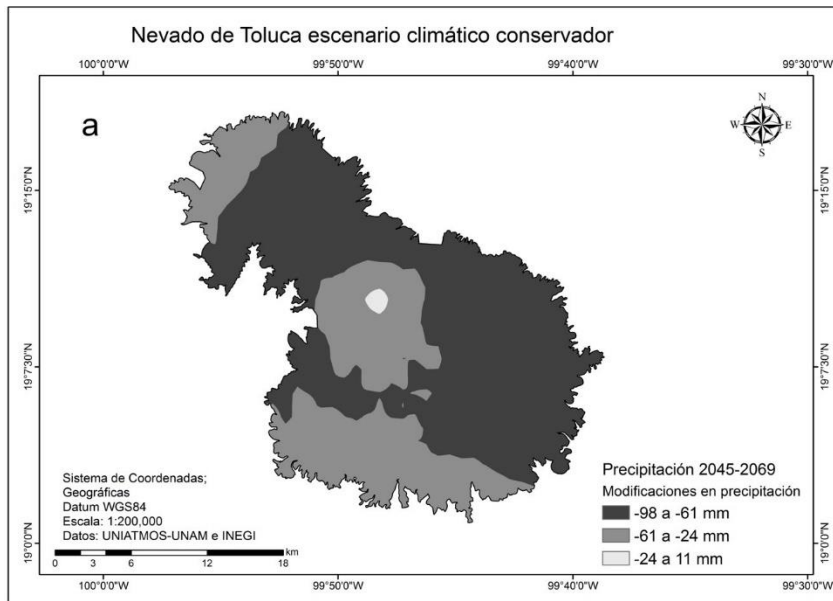 Nevado de Toluca escenario climático conservador
100°0'0"W 99°50'0"W 99°40'0"W 99°30'0"W
a
N
W E
S
19°15'0"N 19°15'0"N
19°7'30"N 19°7'30"N
19°0'0"N 19°0'0"N
Sistema de Coordenadas;
Geográficas
Datum WGS84
Escala: 1:200,000
Datos: UNIATMOS-UNAM e INEGI
km
0 3 6 12 18
Precipitación 2045-2069
Modificaciones en precipitación
-98 a -61 mm
-61 a -24 mm
-24 a 11 mm
100°0'0"W 99°50'0"W 99°40'0"W 99°30'0"W